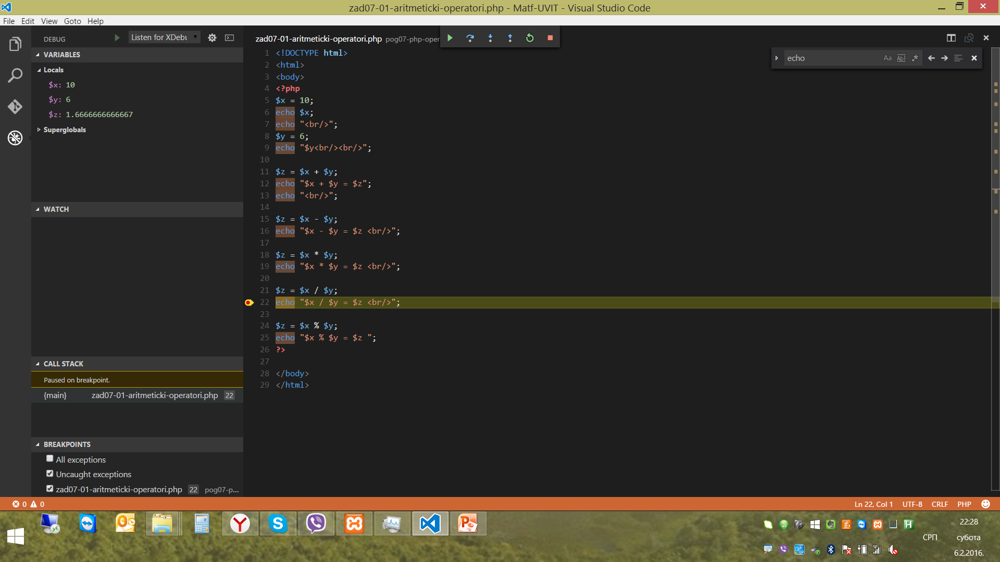 zad07-01-aritmeticki-operatori.php - Matf-UVIT - Visual Studio Code
File Edit View Goto Help
DEBUG
Listen for XDebu
VARIABLES
Locals
$x: 10
$y: 6
$z: 1.6666666666667
Superglobals
WATCH
CALL STACK
Paused on breakpoint.
{main} zad07-01-aritmeticki-operatori.php 22
BREAKPOINTS
All exceptions
Uncaught exceptions
zad07-01-aritmeticki-operatori.php 22 pog07-p...
zad07-01-aritmeticki-operatori.php pog07-php-oper
echo
Aa Abl .*
1 <!DOCTYPE html>
2 <html>
3 <body>
4 <?php
5 $x = 10;
6 echo $x;
7 echo "<br/>";
8 $y = 6;
9 echo "$y<br/><br/>";
10
11 $z = $x + $y;
12 echo "$x + $y = $z";
13 echo "<br/>";
14
15 $z = $x - $y;
16 echo "$x - $y = $z <br/>";
17
18 $z = $x * $y;
19 echo "$x * $y = $z <br/>";
20
21 $z = $x / $y;
22 echo "$x / $y = $z <br/>";
23
24 $z = $x % $y;
25 echo "$x % $y = $z ";
26 ?>
27
28 </body>
29 </html>
0 0
Ln 22, Col 1 UTF-8 CRLF PHP
22:28
СРП субота
6.2.2016.